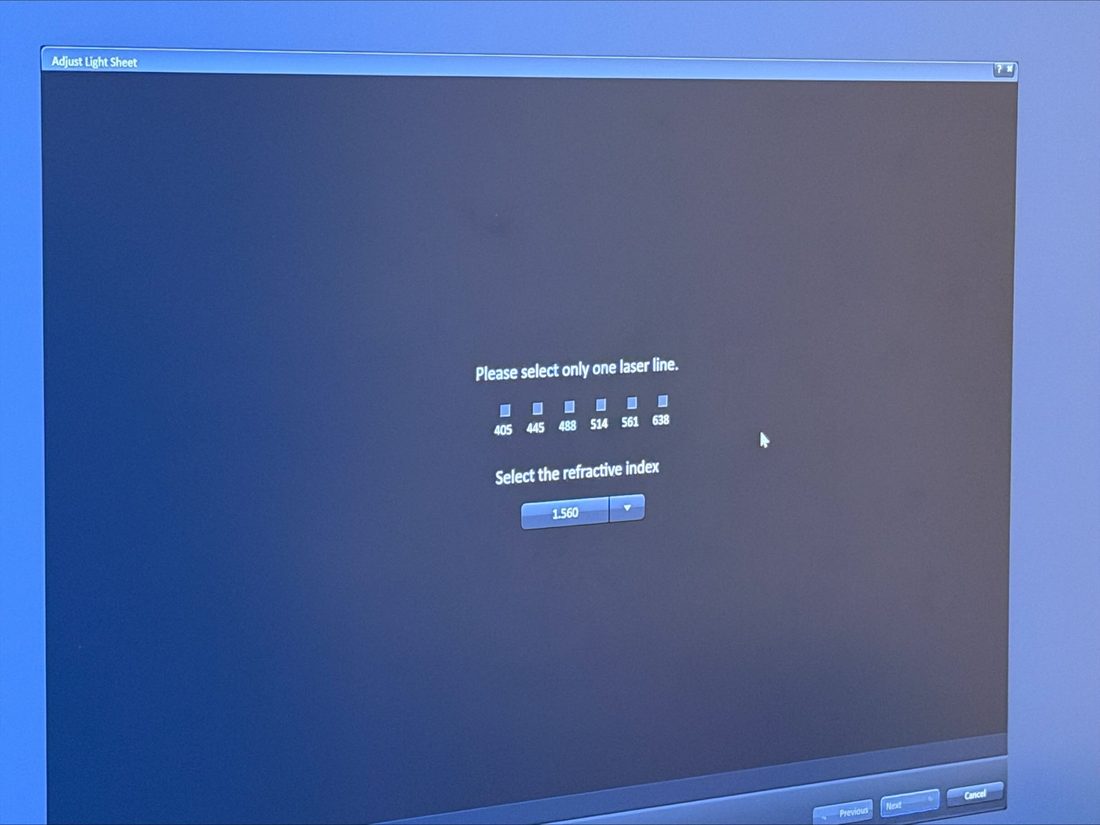 Adjust Light Sheet
Please select only one laser line.
405 445 488 514 561 638
Select the refractive index
1.560
Previous Next Cancel